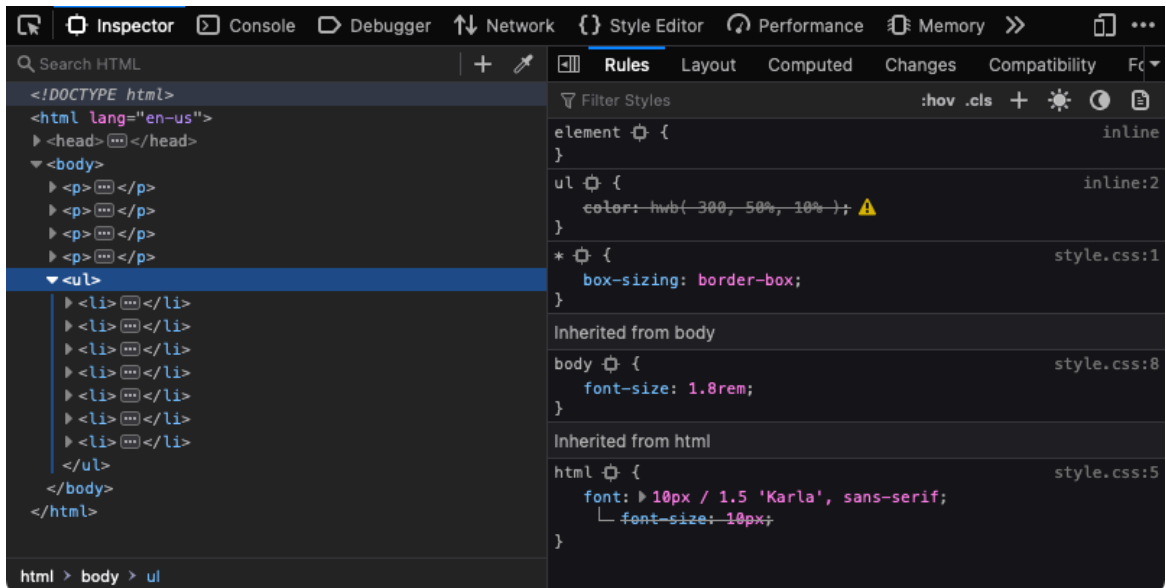 Inspector Console Debugger Network {} Style Editor Performance Memory
Search HTML
<!DOCTYPE html>
<html lang="en-us">
<head></head>
<body>
<p></p>
<p></p>
<p></p>
<p></p>
<ul>
<li></li>
<li></li>
<li></li>
<li></li>
<li></li>
<li></li>
<li></li>
</ul>
</body>
</html>
html > body > ul
Rules Layout Computed Changes Compatibility
Filter Styles :hov .cls
element { inline
}
ul { inline:2
color: hwb( 300, 50%, 10% );
}
* { style.css:1
box-sizing: border-box;
}
Inherited from body
body { style.css:8
font-size: 1.8rem;
}
Inherited from html
html { style.css:5
font: 10px / 1.5 'Karla', sans-serif;
font-size: 10px;
}